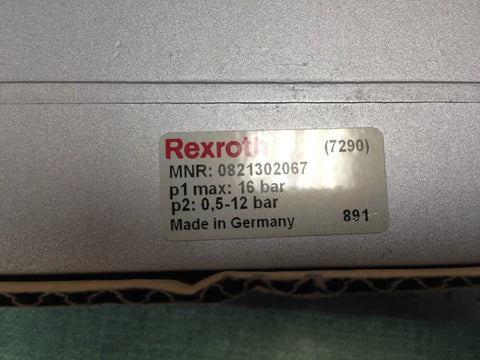 Rexroth (7290)
MNR: 0821302067
p1 max: 16 bar
p2: 0,5-12 bar
Made in Germany 891